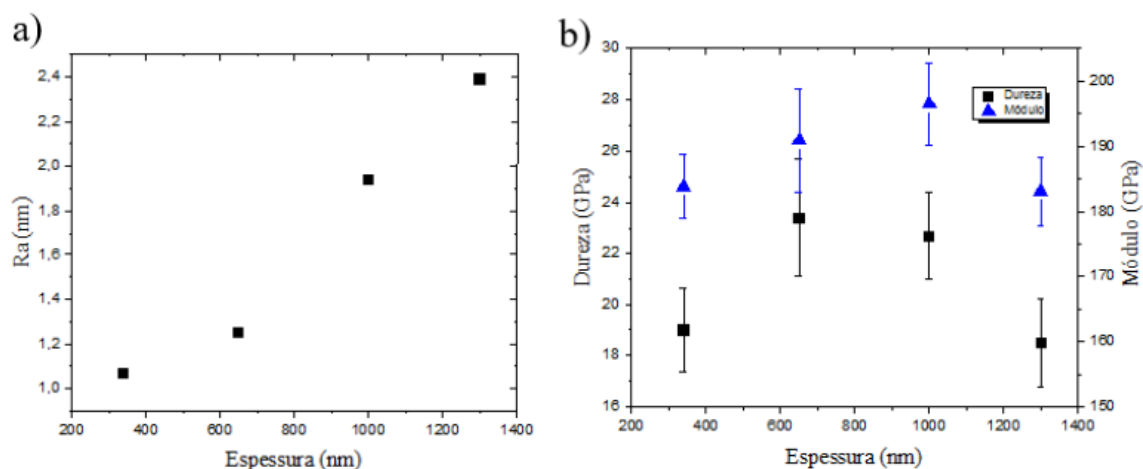 a)
2,4
2,2
2,0
1,8
1,6
1,4
1,2
1,0
Ra (nm)
200 400 600 800 1000 1200 1400
Espessura (nm)
b)
30
28
26
24
22
20
18
16
Dureza (GPa)
Dureza
Módulo
200
190
180
170
160
150
Módulo (GPa)
200 400 600 800 1000 1200 1400
Espessura (nm)